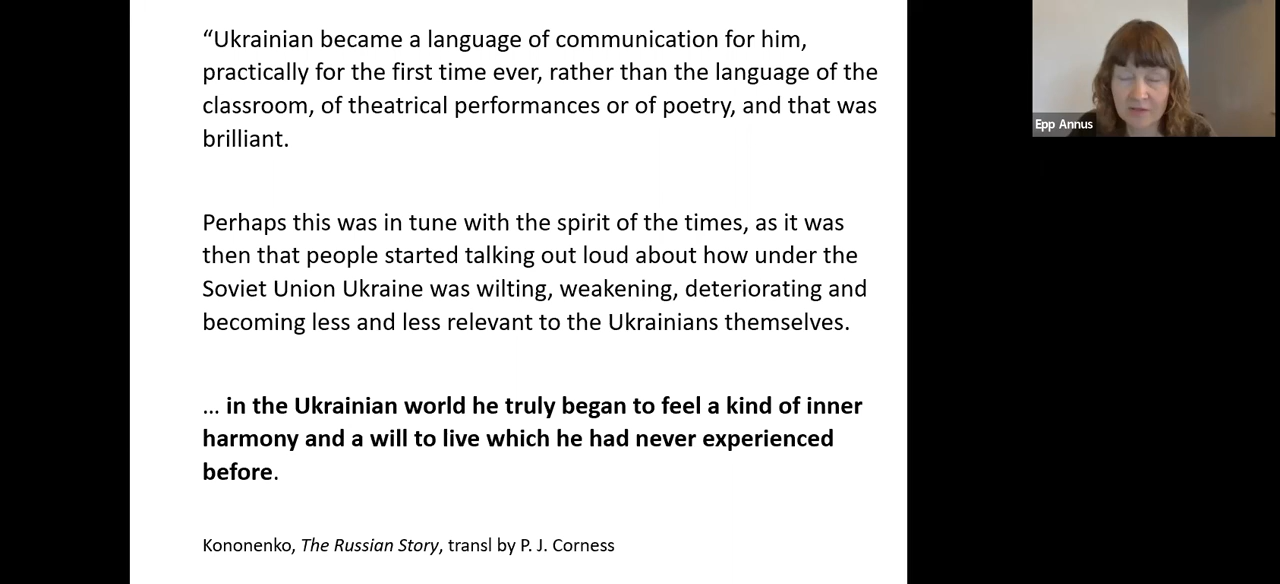 “Ukrainian became a language of communication for him,
practically for the first time ever, rather than the language of the
classroom, of theatrical performances or of poetry, and that was
brilliant.
Perhaps this was in tune with the spirit of the times, as it was
then that people started talking out loud about how under the
Soviet Union Ukraine was wilting, weakening, deteriorating and
becoming less and less relevant to the Ukrainians themselves.
... in the Ukrainian world he truly began to feel a kind of inner
harmony and a will to live which he had never experienced
before.
Kononenko, The Russian Story, transl by P. J. Corness
Epp Annus